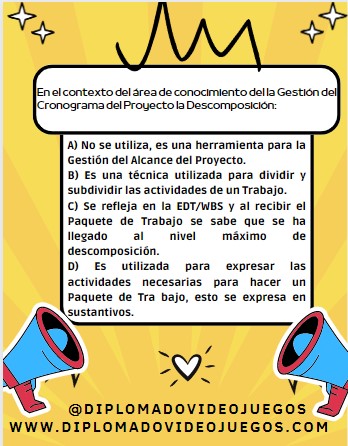 En el contexto del área de conocimiento del la Gestión del
Cronograma del Proyecto la Descomposición:
A) No se utiliza, es una herramienta para la
Gestión del Alcance del Proyecto.
B) Es una técnica utilizada para dividir y
subdividir las actividades de un Trabajo.
C) Se refleja en la EDT/WBS y al recibir el
Paquete de Trabajo se sabe que se ha
llegado al nivel máximo de
descomposición.
D) Es utilizada para expresar las
actividades necesarias para hacer un
Paquete de Tra bajo, esto se expresa en
sustantivos.
@DIPLOMADOVIDEOJUEGOS
WWW.DIPLOMADOVIDEOJUEGOS.COM